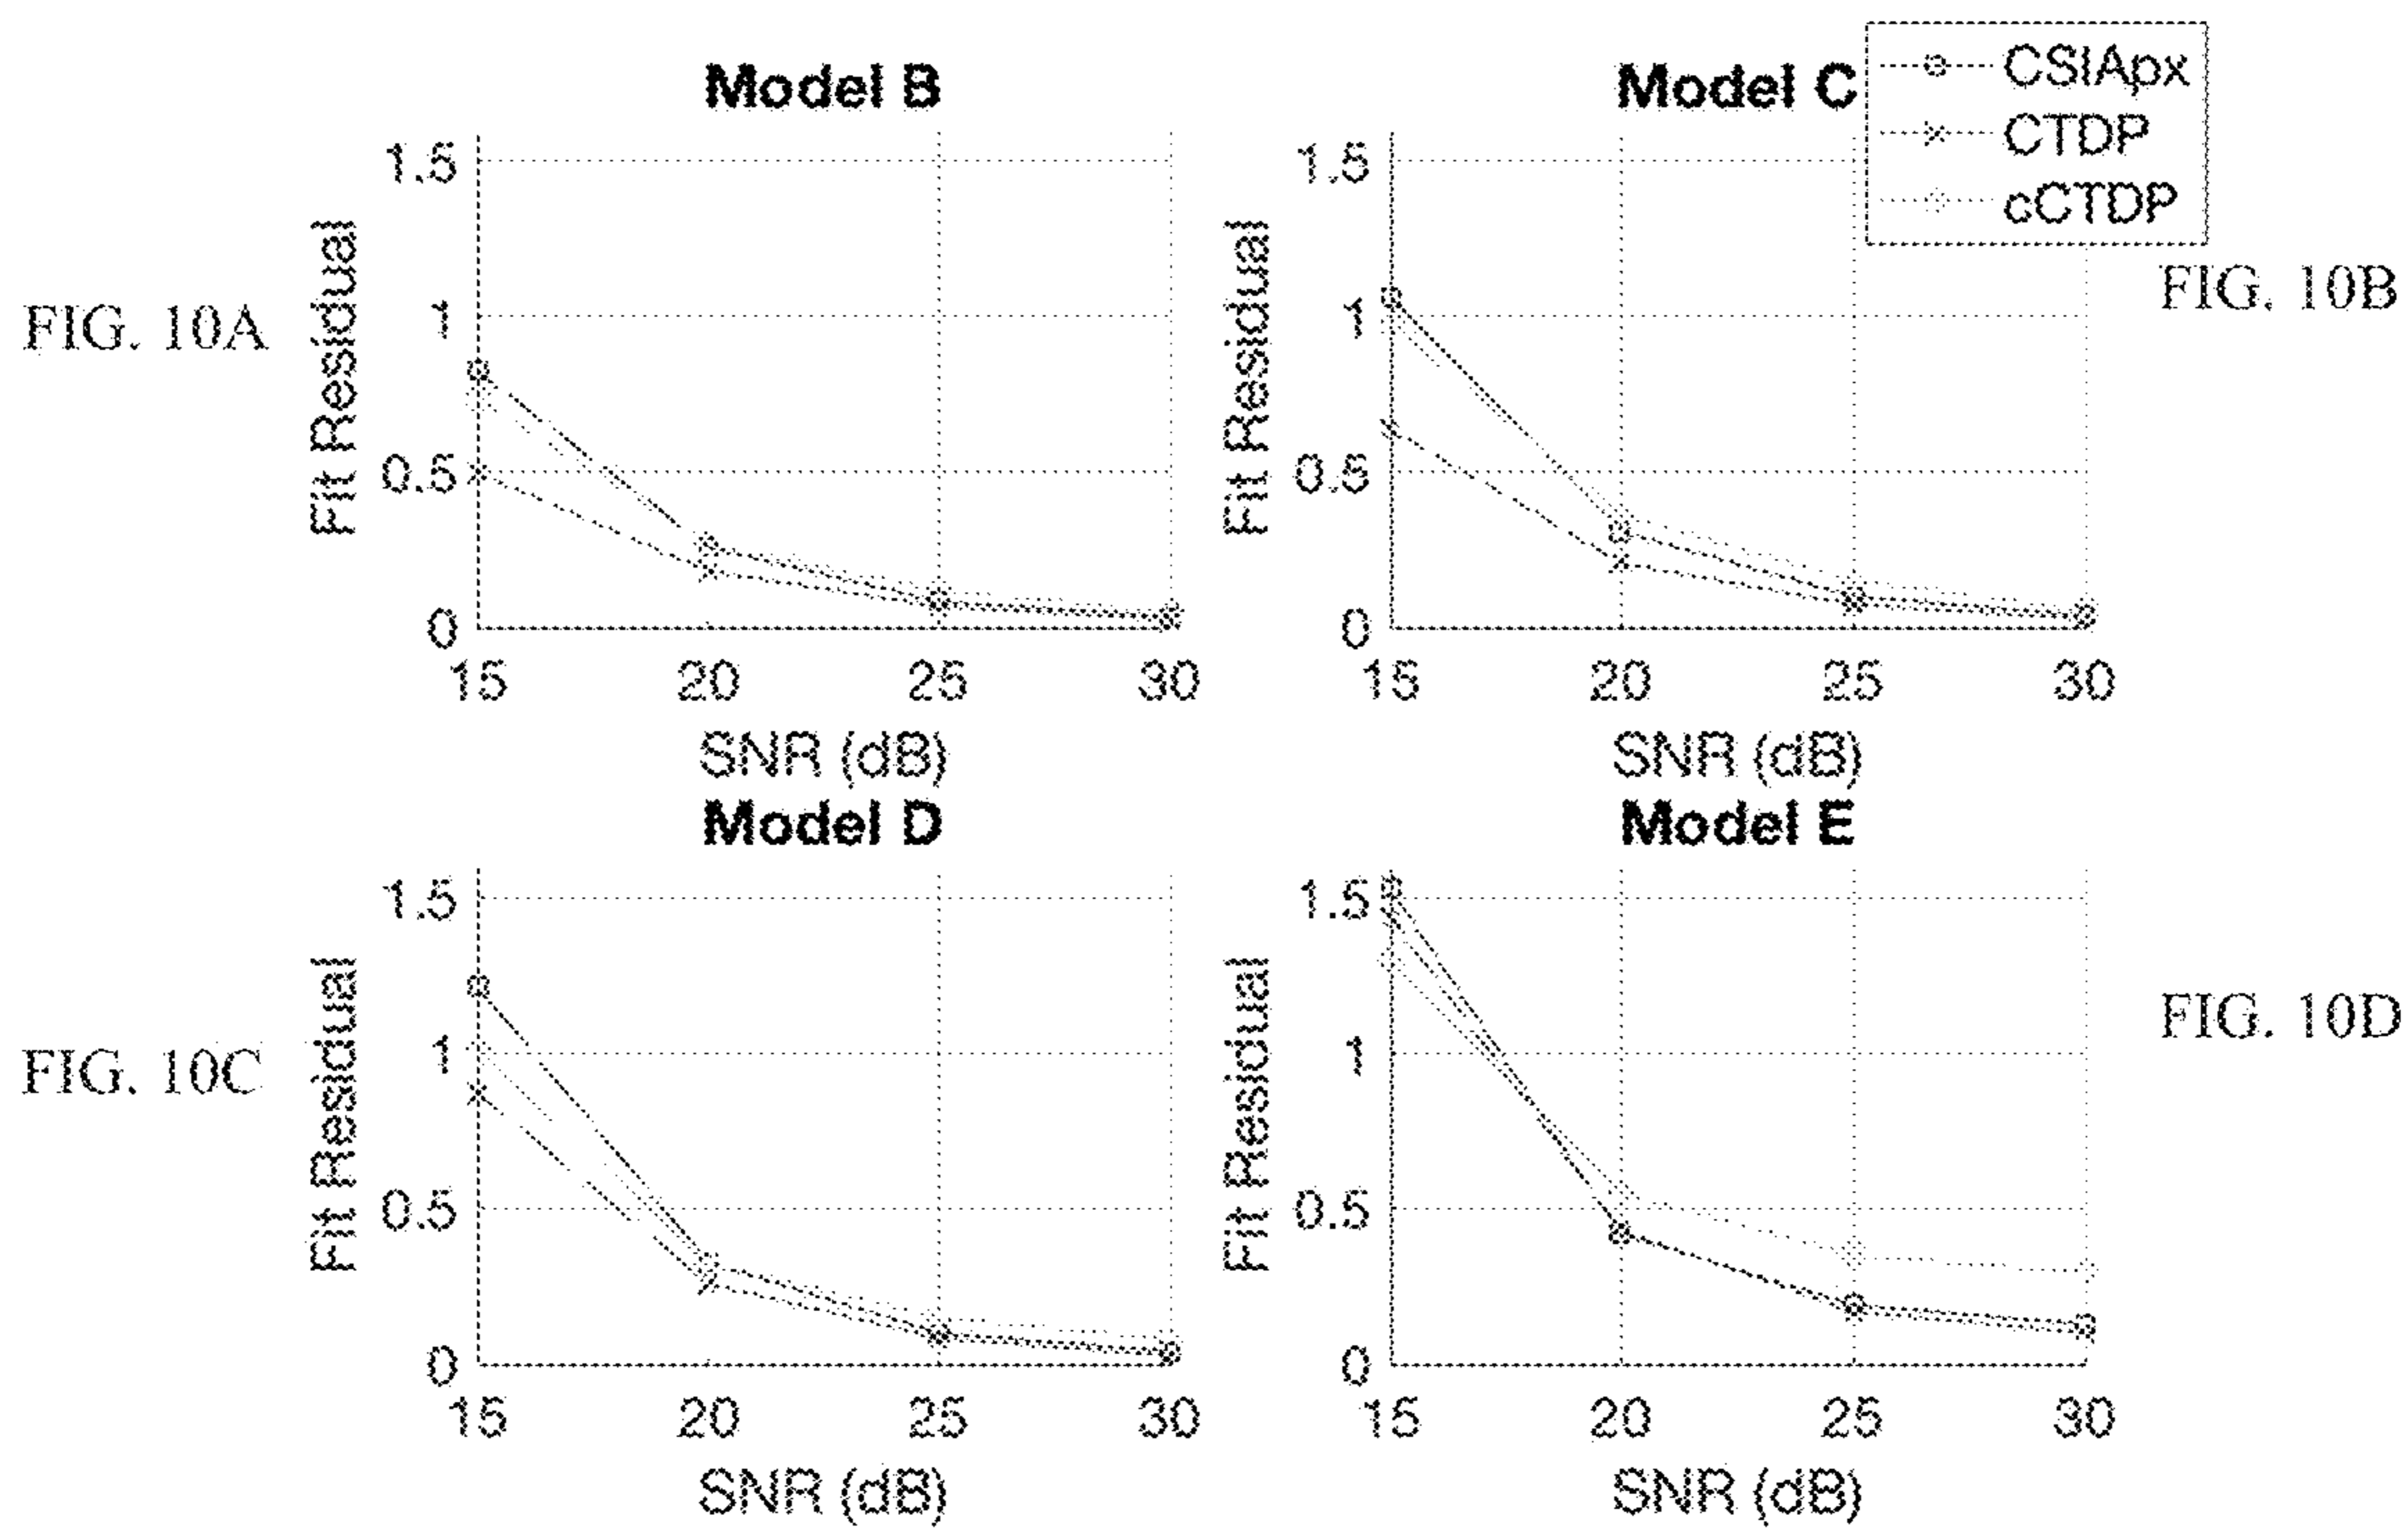 Model B
Model C
CSIApx
CTDP
cCTDP
FIG. 10A
FIG. 10B
Fit Residual
1.5
1
0.5
0
15 20 25 30
SNR (dB)
Fit Residual
1.5
1
0.5
0
15 20 25 30
SNR (dB)
Model D
Model E
FIG. 10C
FIG. 10D
Fit Residual
1.5
1
0.5
0
15 20 25 30
SNR (dB)
Fit Residual
1.5
1
0.5
0
15 20 25 30
SNR (dB)